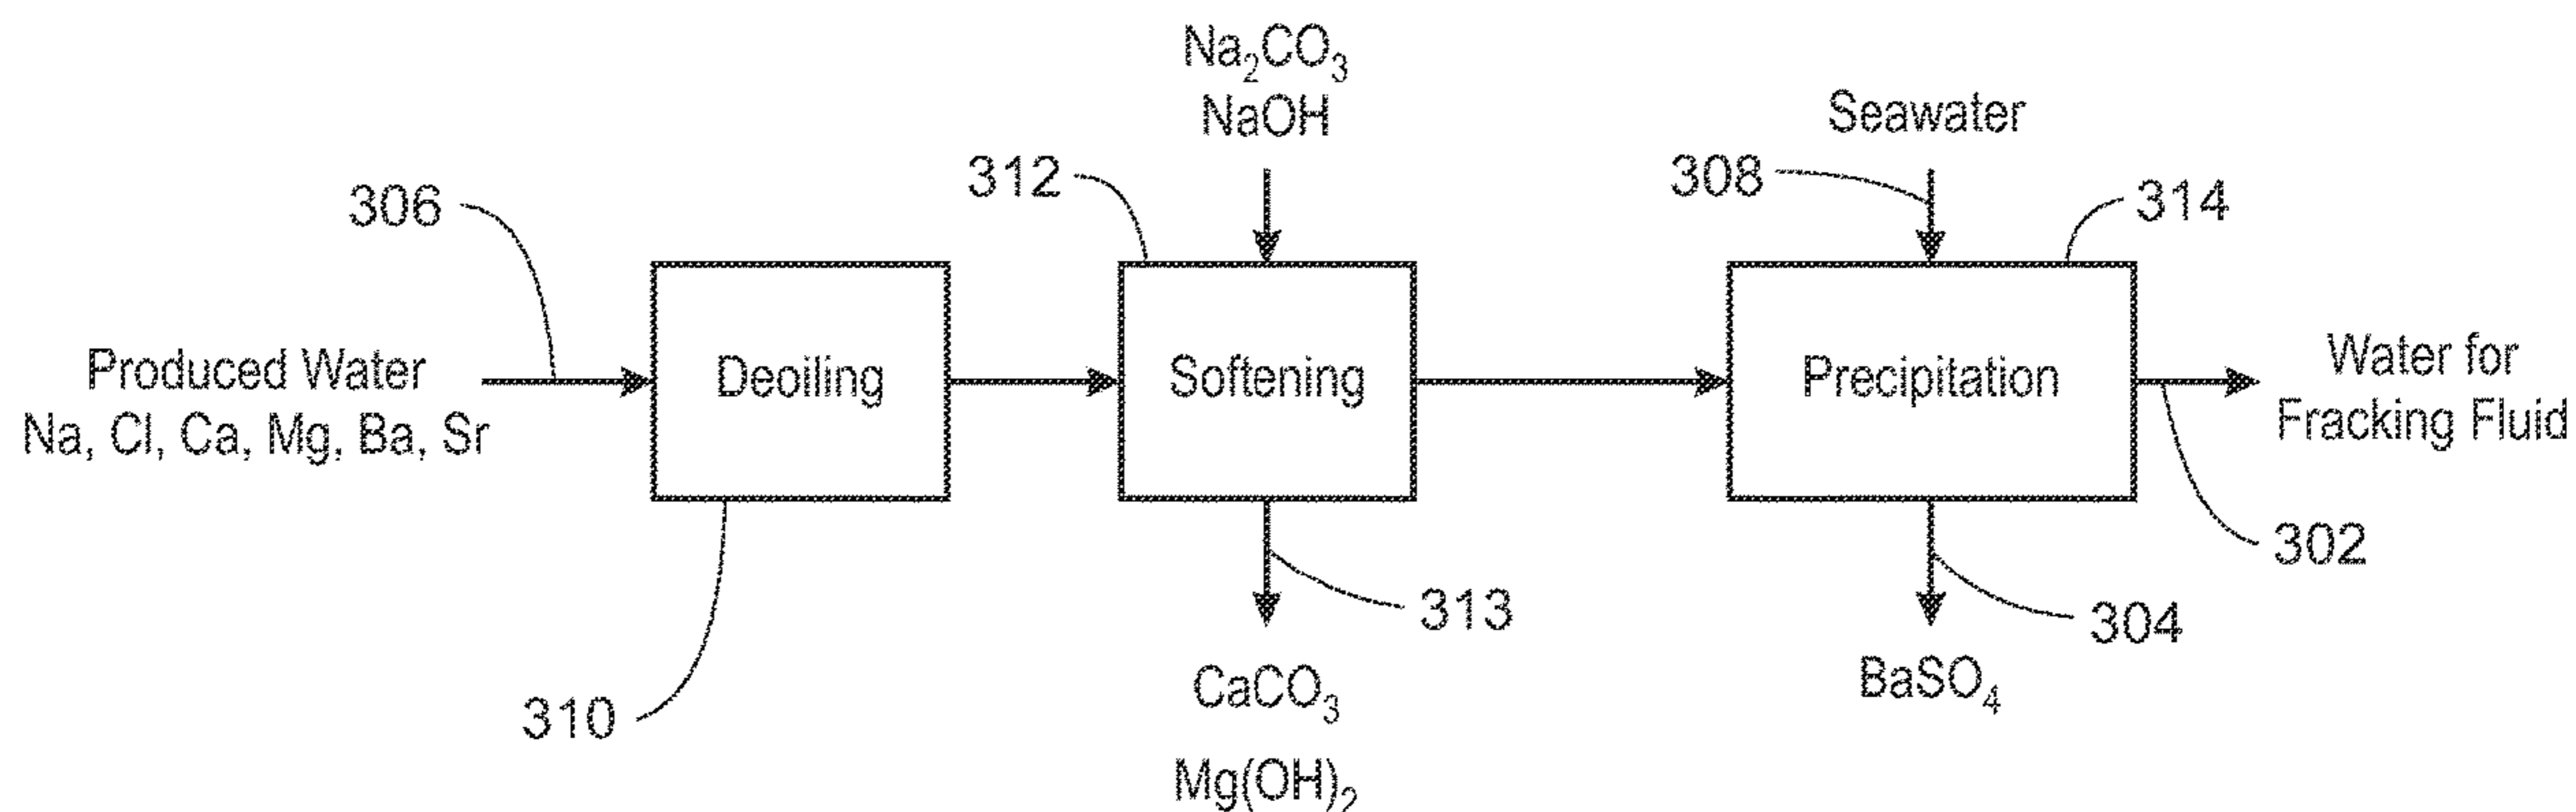 Na₂CO₃
NaOH
Seawater
312
308
314
306
Produced Water
Na, Cl, Ca, Mg, Ba, Sr
Deoiling
Softening
Precipitation
Water for
Fracking Fluid
302
313
304
310
CaCO₃
Mg(OH)₂
BaSO₄